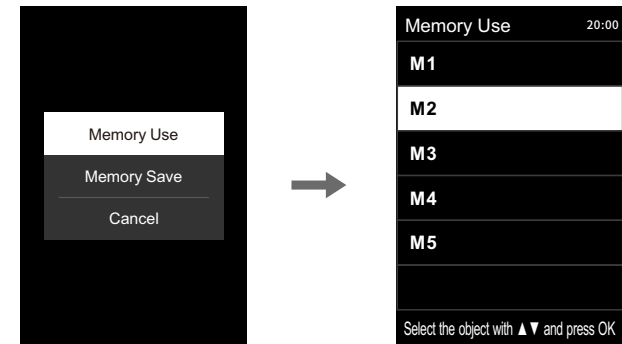 Memory Use
Memory Save
Cancel
Memory Use 20:00
M1
M2
M3
M4
M5
Select the object with ▲▼ and press OK